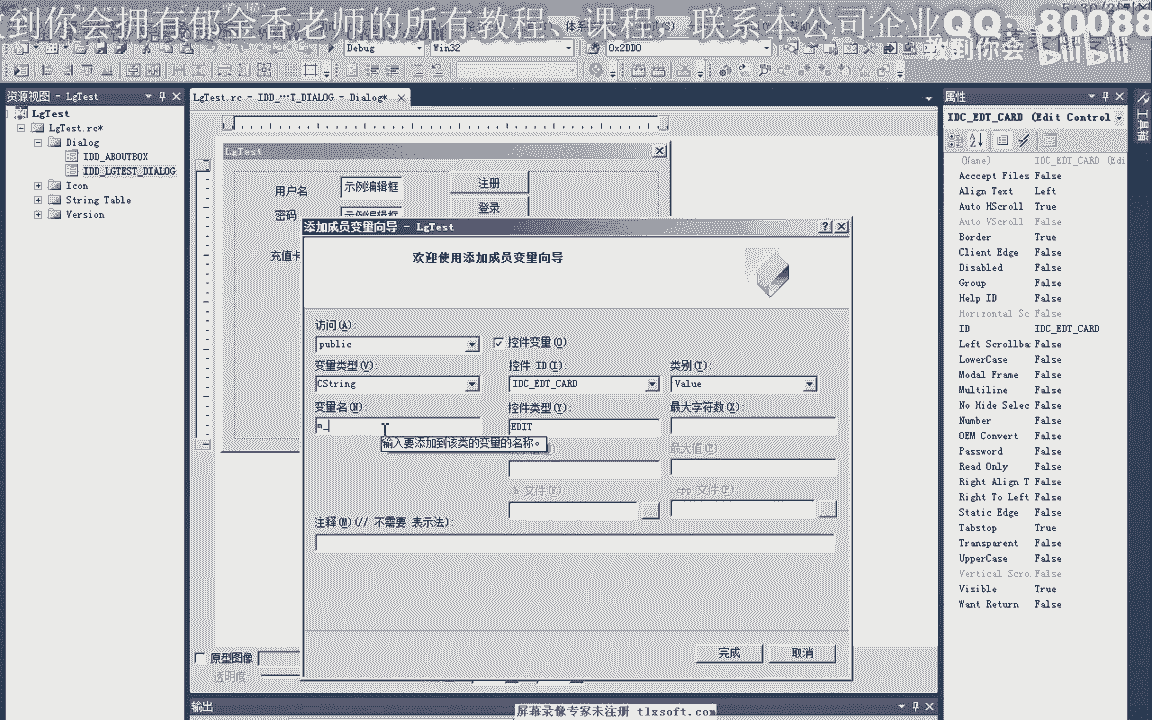 到你会拥有郁金香老师的所有教程、课程，联系本公司企业QQ：80088
教到你会
bilibili
Debug
Win32
0x2DDO
资源视图 - LgTest
LgTest
LgTest.rc*
Dialog
IDD_ABOUTBOX
IDD_LGTEST_DIALOG
Icon
String Table
Version
LgTest.rc - IDD_···T_DIALOG - Dialog*
LgTest
用户名
示例编辑框
注册
密码
示例编辑框
登录
充值卡
添加成员变量向导 - LgTest
欢迎使用添加成员变量向导
访问(A):
public
控件变量(O)
变量类型(V):
控件 ID(I):
类别(T):
CString
IDC_EDT_CARD
Value
变量名(N):
控件类型(Y):
最大字符数(X):
m_
EDIT
输入要添加到该类的变量的名称。
最大值(E):
.h 文件(F):
.cpp 文件(P):
注释(M)(// 不需要 表示法):
完成
取消
原型图像
透明度
输出
屏幕录像专家未注册 tlxsoft.com
属性
工具箱
IDC_EDT_CARD (Edit Control
(Name) IDC_EDT_CARD (Edi
Accept Files False
Align Text Left
Auto HScroll True
Auto VScroll False
Border True
Client Edge False
Disabled False
Group False
Help ID False
Horizontal Sc False
ID IDC_EDT_CARD
Left Scrollba False
LowerCase False
Modal Frame False
Multiline False
No Hide Selec False
Number False
OEM Convert False
Password False
Read Only False
Right Align T False
Right To Left False
Static Edge False
Tabstop True
Transparent False
UpperCase False
Vertical Scro False
Visible True
Want Return False